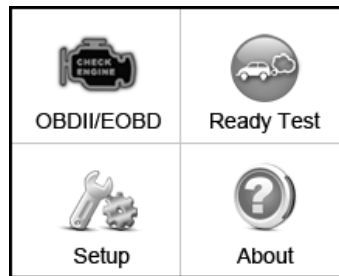 CHECK
ENGINE
OBDII/EOBD
Ready Test
?
Setup
About